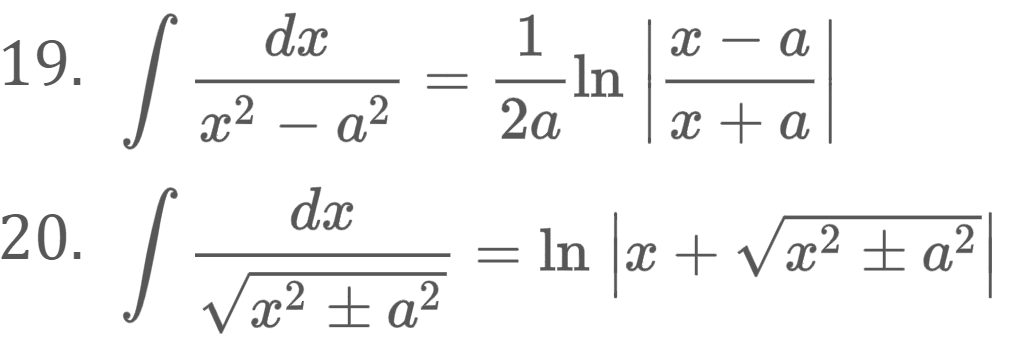 19. ∫ dx / (x² − a²) = 1/(2a) ln |(x − a)/(x + a)|
20. ∫ dx / √(x² ± a²) = ln |x + √(x² ± a²)|